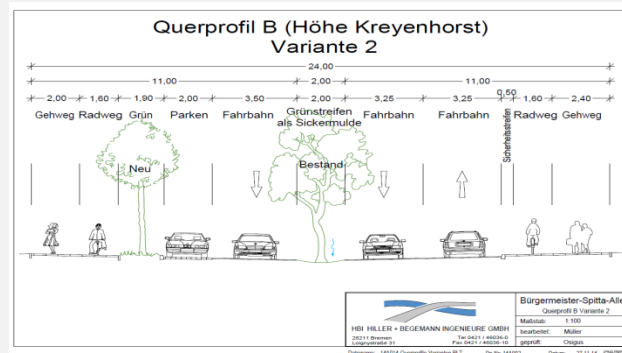 Querprofil B (Höhe Kreyenhorst)
Variante 2
24,00
11,00 2,00 11,00
2,00 1,60 1,90 2,00 3,50 2,00 3,25 3,25 0,50 1,60 2,40
Gehweg Radweg Grün Parken Fahrbahn Grünstreifen als Sickermulde Fahrbahn Fahrbahn Sicherheitsstreifen Radweg Gehweg
Neu
Bestand
HBI HILLER + BEGEMANN INGENIEURE GMBH
28211 Bremen Tel 0421 / 46036-0
Loignystraße 31 Fax 0421 / 46036-10
Bürgermeister-Spitta-Alle
Querprofil B Variante 2
Maßstab: 1:100
bearbeitet: Müller
geprüft: Osigus